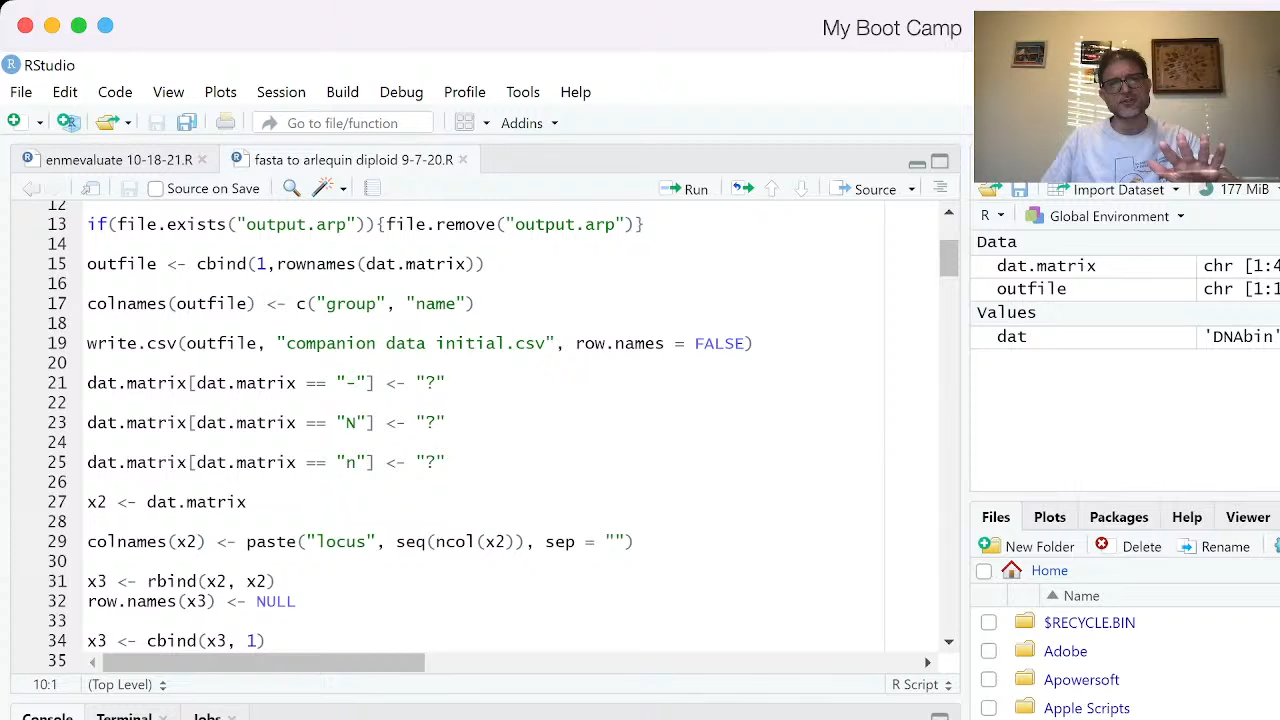 My Boot Camp
RStudio
File Edit Code View Plots Session Build Debug Profile Tools Help
Go to file/function Addins
enmevaluate 10-18-21.R fasta to arlequin diploid 9-7-20.R
Source on Save Run Source Import Dataset 177 MiB
R Global Environment
12
13 if(file.exists("output.arp")){file.remove("output.arp")}
14
15 outfile <- cbind(1,rownames(dat.matrix))
16
17 colnames(outfile) <- c("group", "name")
18
19 write.csv(outfile, "companion data initial.csv", row.names = FALSE)
20
21 dat.matrix[dat.matrix == "-"] <- "?"
22
23 dat.matrix[dat.matrix == "N"] <- "?"
24
25 dat.matrix[dat.matrix == "n"] <- "?"
26
27 x2 <- dat.matrix
28
29 colnames(x2) <- paste("locus", seq(ncol(x2)), sep = "")
30
31 x3 <- rbind(x2, x2)
32 row.names(x3) <- NULL
33
34 x3 <- cbind(x3, 1)
35
10:1 (Top Level) R Script
Console Terminal Jobs
Data
dat.matrix chr [1:4
outfile chr [1:1
Values
dat 'DNAbin'
Files Plots Packages Help Viewer
New Folder Delete Rename
Home
Name
$RECYCLE.BIN
Adobe
Apowersoft
Apple Scripts